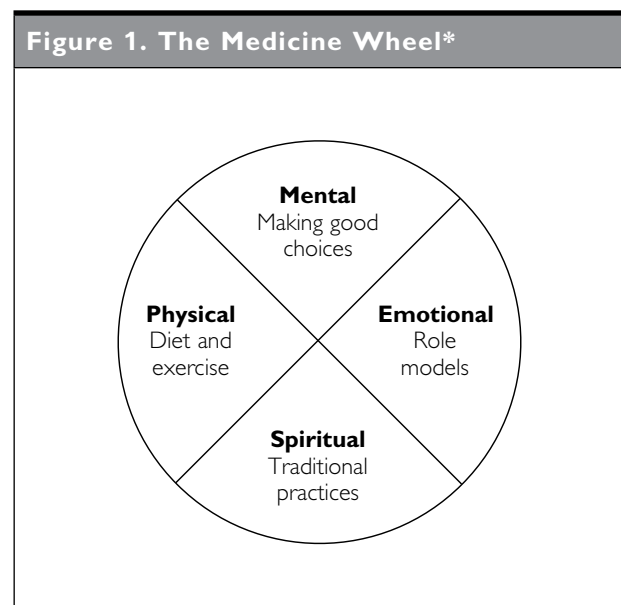 Figure 1. The Medicine Wheel*
Mental
Making good
choices
Physical
Diet and
exercise
Emotional
Role
models
Spiritual
Traditional
practices